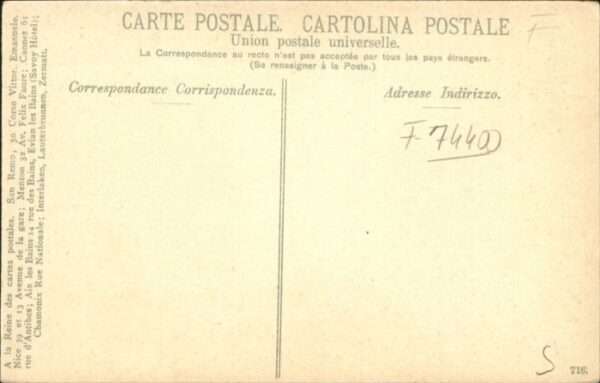 CARTE POSTALE. CARTOLINA POSTALE
Union postale universelle.
La Correspondance au recto n'est pas acceptée par tous les pays étrangers.
(Se renseigner à la Poste.)
Correspondance Corrispondenza.
Adresse Indirizzo.
F
F-7440
A la Reine des cartes postales. San Remo, 30 Corso Vittor. Emanuele,
Nice 29 et 13 Avenue de la gare; Menton 32 Av. Felix Faure; Cannes 61
rue d'Antibes; Aix les Bains 14 rue des Bains, Evian les Bains (Savoy Hôtel);
Chamonix Rue Nationale; Interlaken, Lauterbrunnen, Zermatt.
S
716.